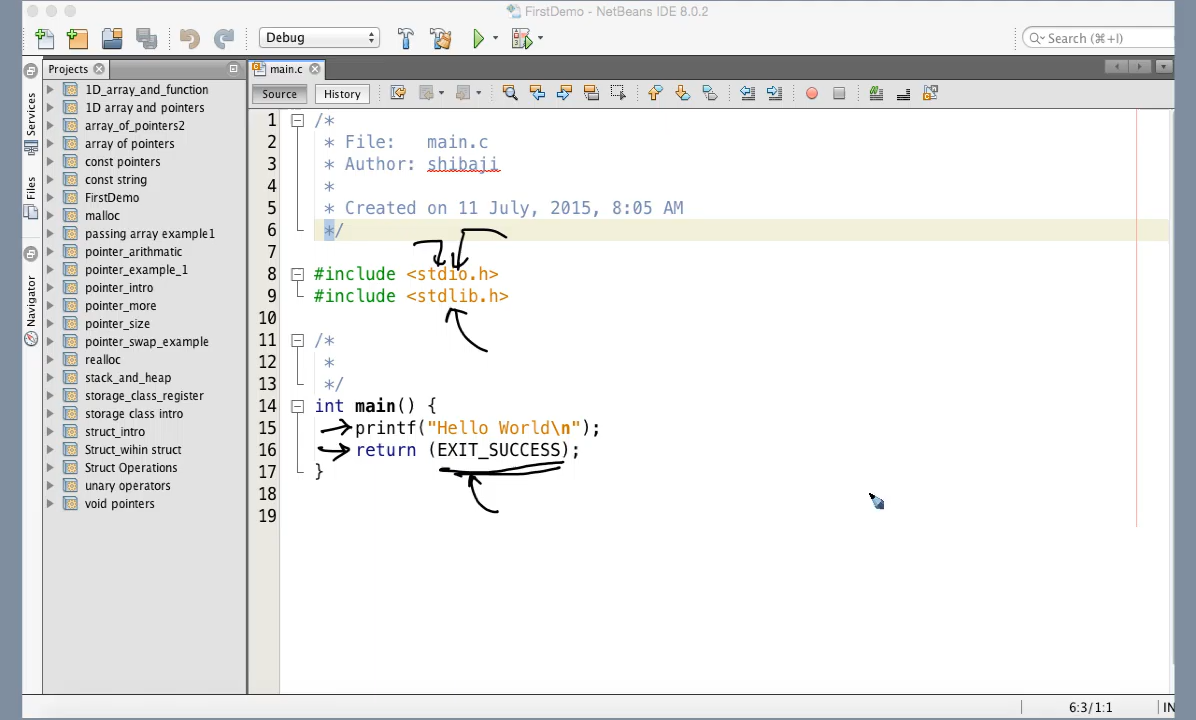 FirstDemo - NetBeans IDE 8.0.2
Debug
Search (⌘+I)
Projects
main.c
Services
Files
Navigator
Source
History
1D_array_and_function
1D array and pointers
array_of_pointers2
array of pointers
const pointers
const string
FirstDemo
malloc
passing array example1
pointer_arithmatic
pointer_example_1
pointer_intro
pointer_more
pointer_size
pointer_swap_example
realloc
stack_and_heap
storage_class_register
storage class intro
struct_intro
Struct_wihin struct
Struct Operations
unary operators
void pointers
1 /*
2 * File:   main.c
3 * Author: shibaji
4 *
5 * Created on 11 July, 2015, 8:05 AM
6 */
7
8 #include <stdio.h>
9 #include <stdlib.h>
10
11 /*
12 *
13 */
14 int main() {
15 printf("Hello World\n");
16 return (EXIT_SUCCESS);
17 }
18
19
6:3/1:1
IN